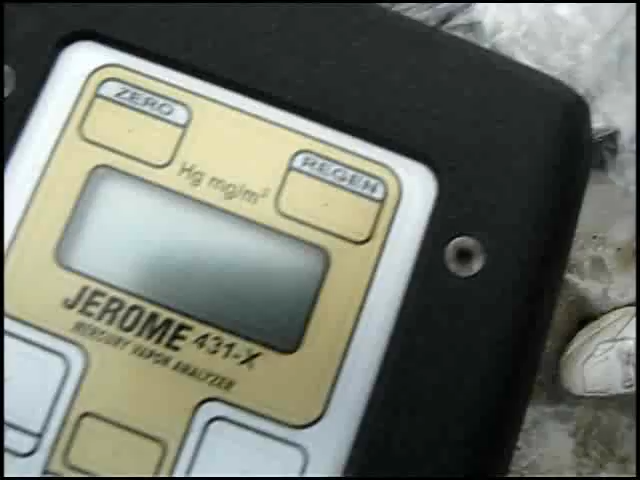 ZERO
Hg mg/m³
REGEN
JEROME 431-X
MERCURY VAPOR ANALYZER